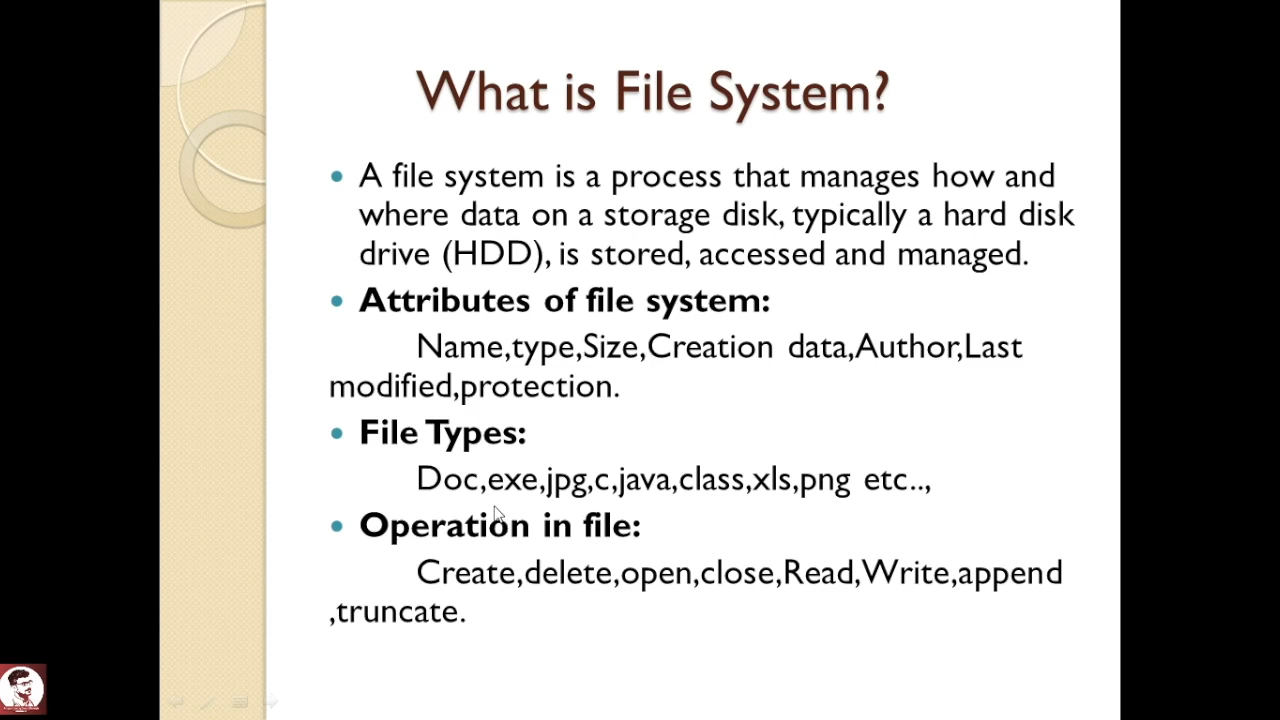 What is File System?
A file system is a process that manages how and
where data on a storage disk, typically a hard disk
drive (HDD), is stored, accessed and managed.
Attributes of file system:
Name,type,Size,Creation data,Author,Last
modified,protection.
File Types:
Doc,exe,jpg,c,java,class,xls,png etc..,
Operation in file:
Create,delete,open,close,Read,Write,append
,truncate.